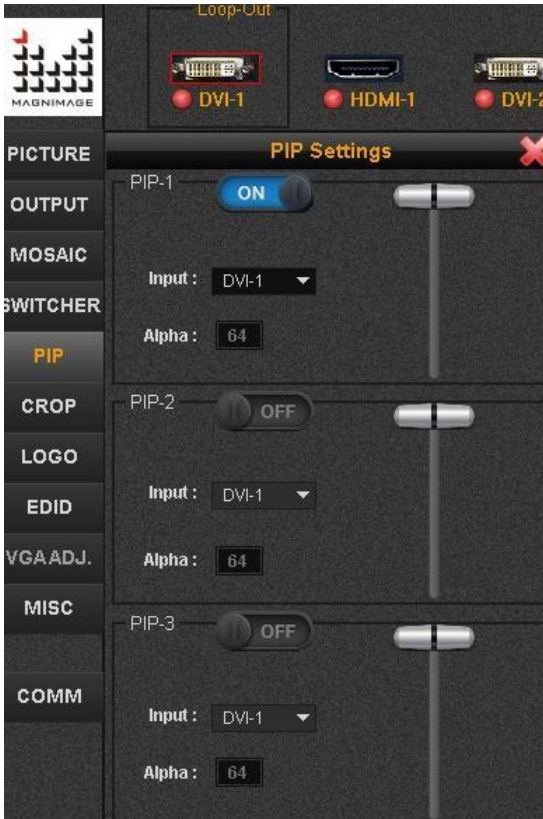 Loop-Out
MAGNIMAGE
DVI-1
HDMI-1
DVI-2
PICTURE
OUTPUT
MOSAIC
SWITCHER
PIP
CROP
LOGO
EDID
VGA ADJ.
MISC
COMM
PIP Settings
PIP-1
ON
Input : DVI-1
Alpha : 64
PIP-2
OFF
Input : DVI-1
Alpha : 64
PIP-3
OFF
Input : DVI-1
Alpha : 64